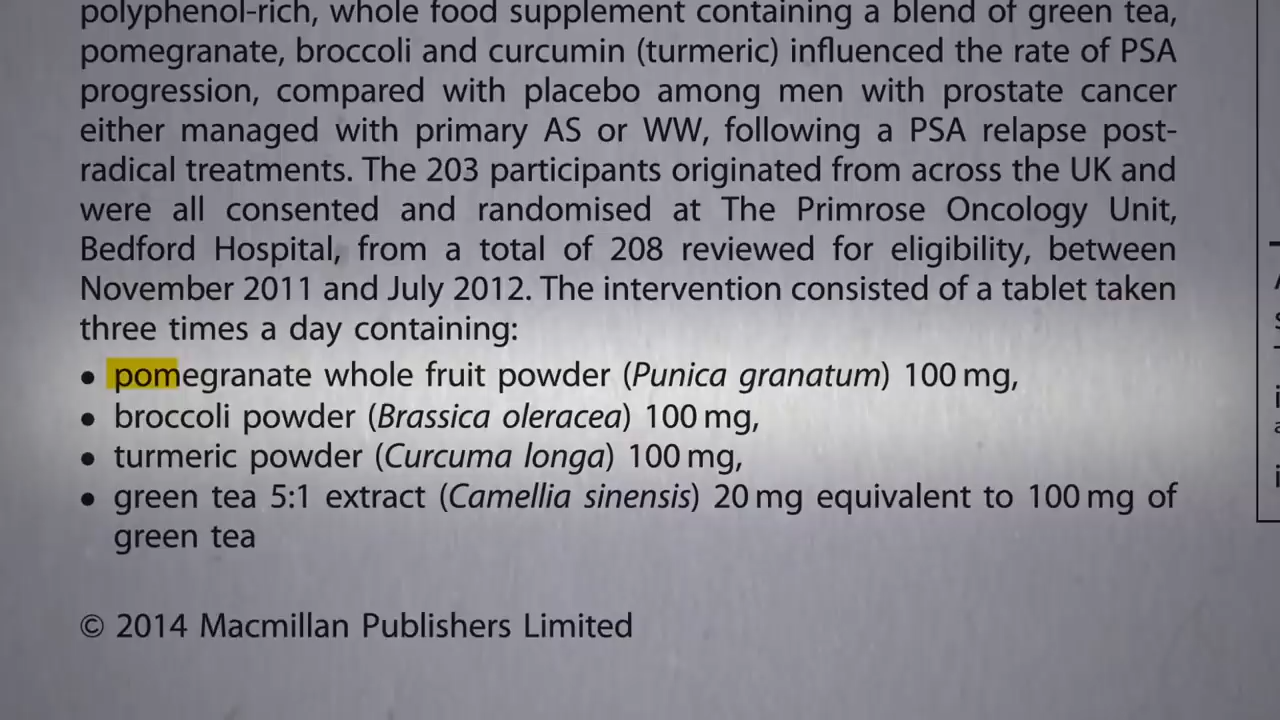 polyphenol-rich, whole food supplement containing a blend of green tea,
pomegranate, broccoli and curcumin (turmeric) influenced the rate of PSA
progression, compared with placebo among men with prostate cancer
either managed with primary AS or WW, following a PSA relapse post-
radical treatments. The 203 participants originated from across the UK and
were all consented and randomised at The Primrose Oncology Unit,
Bedford Hospital, from a total of 208 reviewed for eligibility, between
November 2011 and July 2012. The intervention consisted of a tablet taken
three times a day containing:
• pomegranate whole fruit powder (Punica granatum) 100 mg,
• broccoli powder (Brassica oleracea) 100 mg,
• turmeric powder (Curcuma longa) 100 mg,
• green tea 5:1 extract (Camellia sinensis) 20 mg equivalent to 100 mg of
green tea
© 2014 Macmillan Publishers Limited